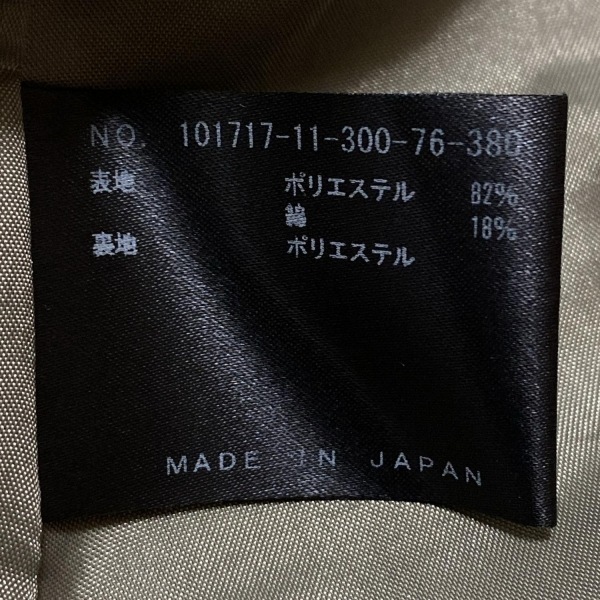 NO. 101717-11-300-76-380
表地 ポリエステル 82%
綿 18%
裏地 ポリエステル
MADE IN JAPAN